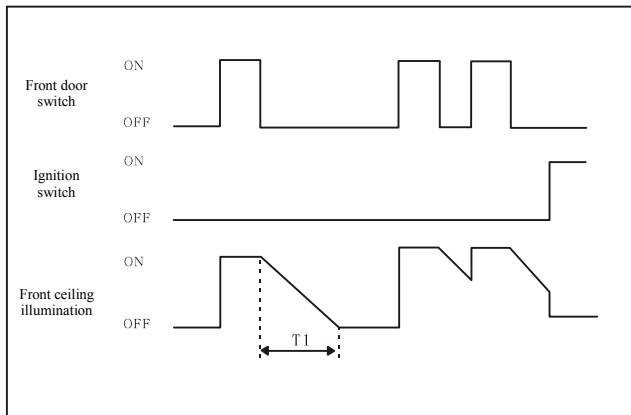 ON
Front door
switch
OFF
ON
Ignition
switch
OFF
ON
Front ceiling
illumination
OFF
T1